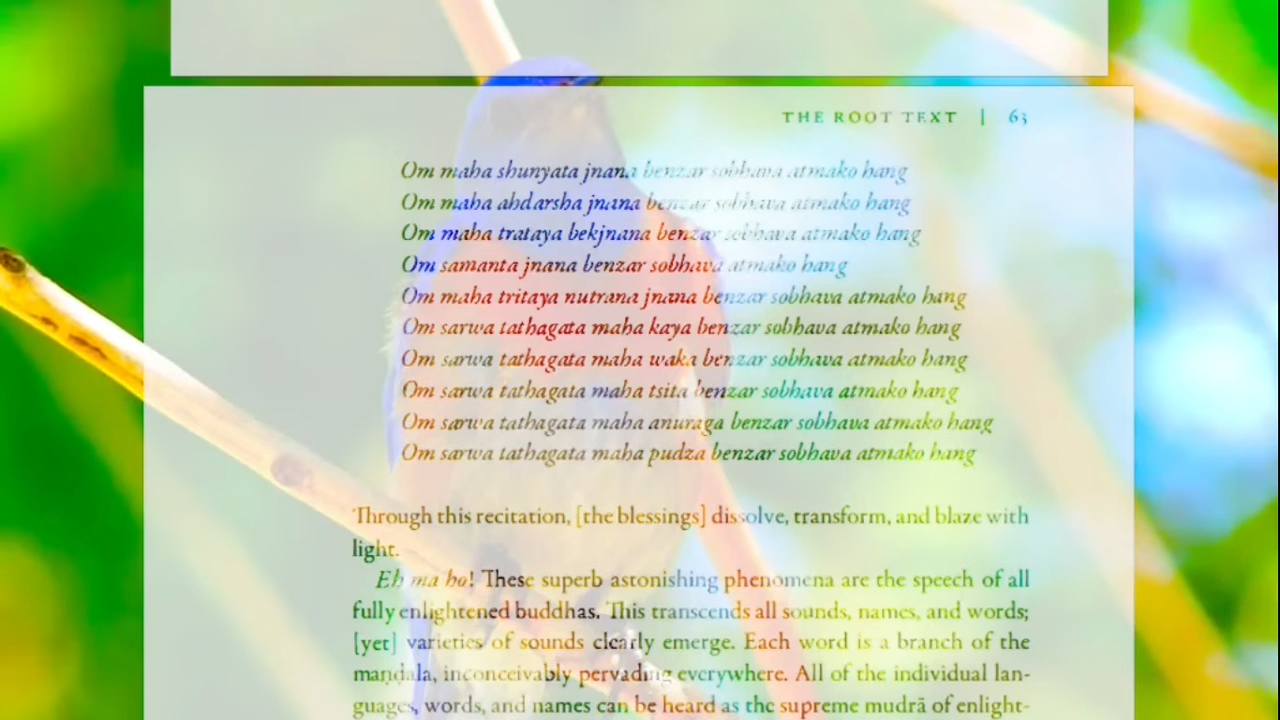 THE ROOT TEXT | 63
Om maha shunyata jnana benzar sobhava atmako hang
Om maha ahdarsha jnana benzar sobhava atmako hang
Om maha trataya bekjnana benzar sobhava atmako hang
Om samanta jnana benzar sobhava atmako hang
Om maha tritaya nutrana jnana benzar sobhava atmako hang
Om sarwa tathagata maha kaya benzar sobhava atmako hang
Om sarwa tathagata maha waka benzar sobhava atmako hang
Om sarwa tathagata maha tsita benzar sobhava atmako hang
Om sarwa tathagata maha anuraga benzar sobhava atmako hang
Om sarwa tathagata maha pudza benzar sobhava atmako hang
Through this recitation, [the blessings] dissolve, transform, and blaze with
light.
Eh ma ho! These superb astonishing phenomena are the speech of all
fully enlightened buddhas. This transcends all sounds, names, and words;
[yet] varieties of sounds clearly emerge. Each word is a branch of the
mandala, inconceivably pervading everywhere. All of the individual lan-
guages, words, and names can be heard as the supreme mudrā of enlight-